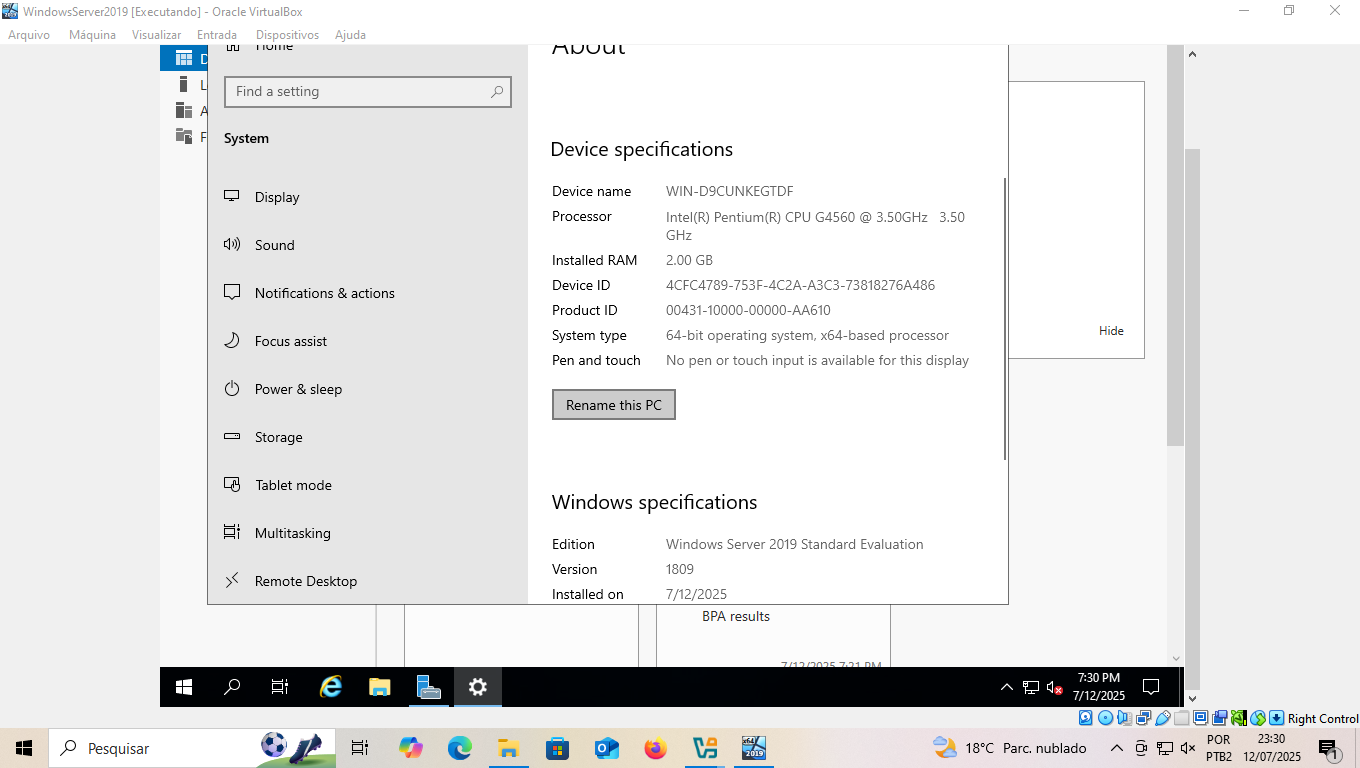 WindowsServer2019 [Executando] - Oracle VirtualBox
Arquivo Máquina Visualizar Entrada Dispositivos Ajuda
Home
About
D
Find a setting
L
A
F
System
Display
Sound
Notifications & actions
Focus assist
Power & sleep
Storage
Tablet mode
Multitasking
Remote Desktop
Device specifications
Device name WIN-D9CUNKEGTDF
Processor Intel(R) Pentium(R) CPU G4560 @ 3.50GHz 3.50
GHz
Installed RAM 2.00 GB
Device ID 4CFC4789-753F-4C2A-A3C3-73818276A486
Product ID 00431-10000-00000-AA610
System type 64-bit operating system, x64-based processor
Pen and touch No pen or touch input is available for this display
Rename this PC
Windows specifications
Edition Windows Server 2019 Standard Evaluation
Version 1809
Installed on 7/12/2025
Hide
BPA results
7/12/2025 7:21 PM
7:30 PM
7/12/2025
Right Control
Pesquisar
x64
2019
18°C Parc. nublado
POR
PTB2
23:30
12/07/2025
1